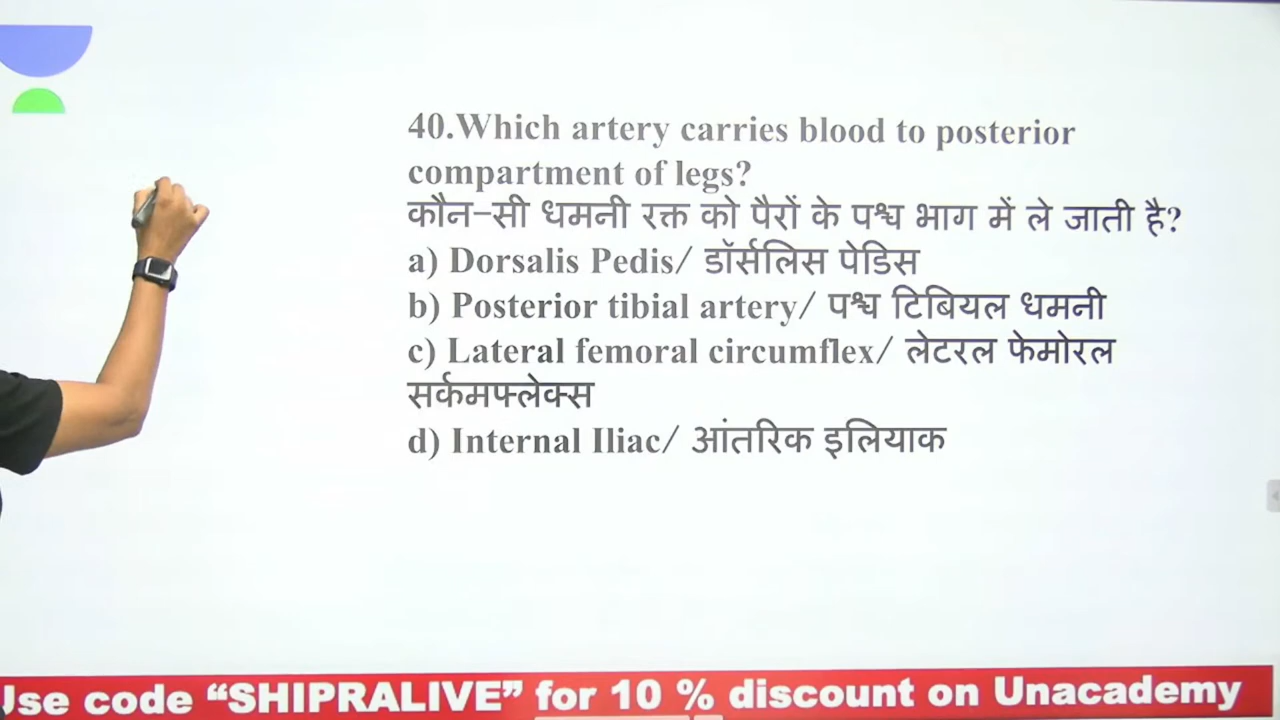 40.Which artery carries blood to posterior
compartment of legs?
कौन-सी धमनी रक्त को पैरों के पश्च भाग में ले जाती है?
a) Dorsalis Pedis/ डॉर्सलिस पेडिस
b) Posterior tibial artery/ पश्च टिबियल धमनी
c) Lateral femoral circumflex/ लेटरल फेमोरल
सर्कमफ्लेक्स
d) Internal Iliac/ आंतरिक इलियाक
Use code “SHIPRALIVE” for 10 % discount on Unacademy